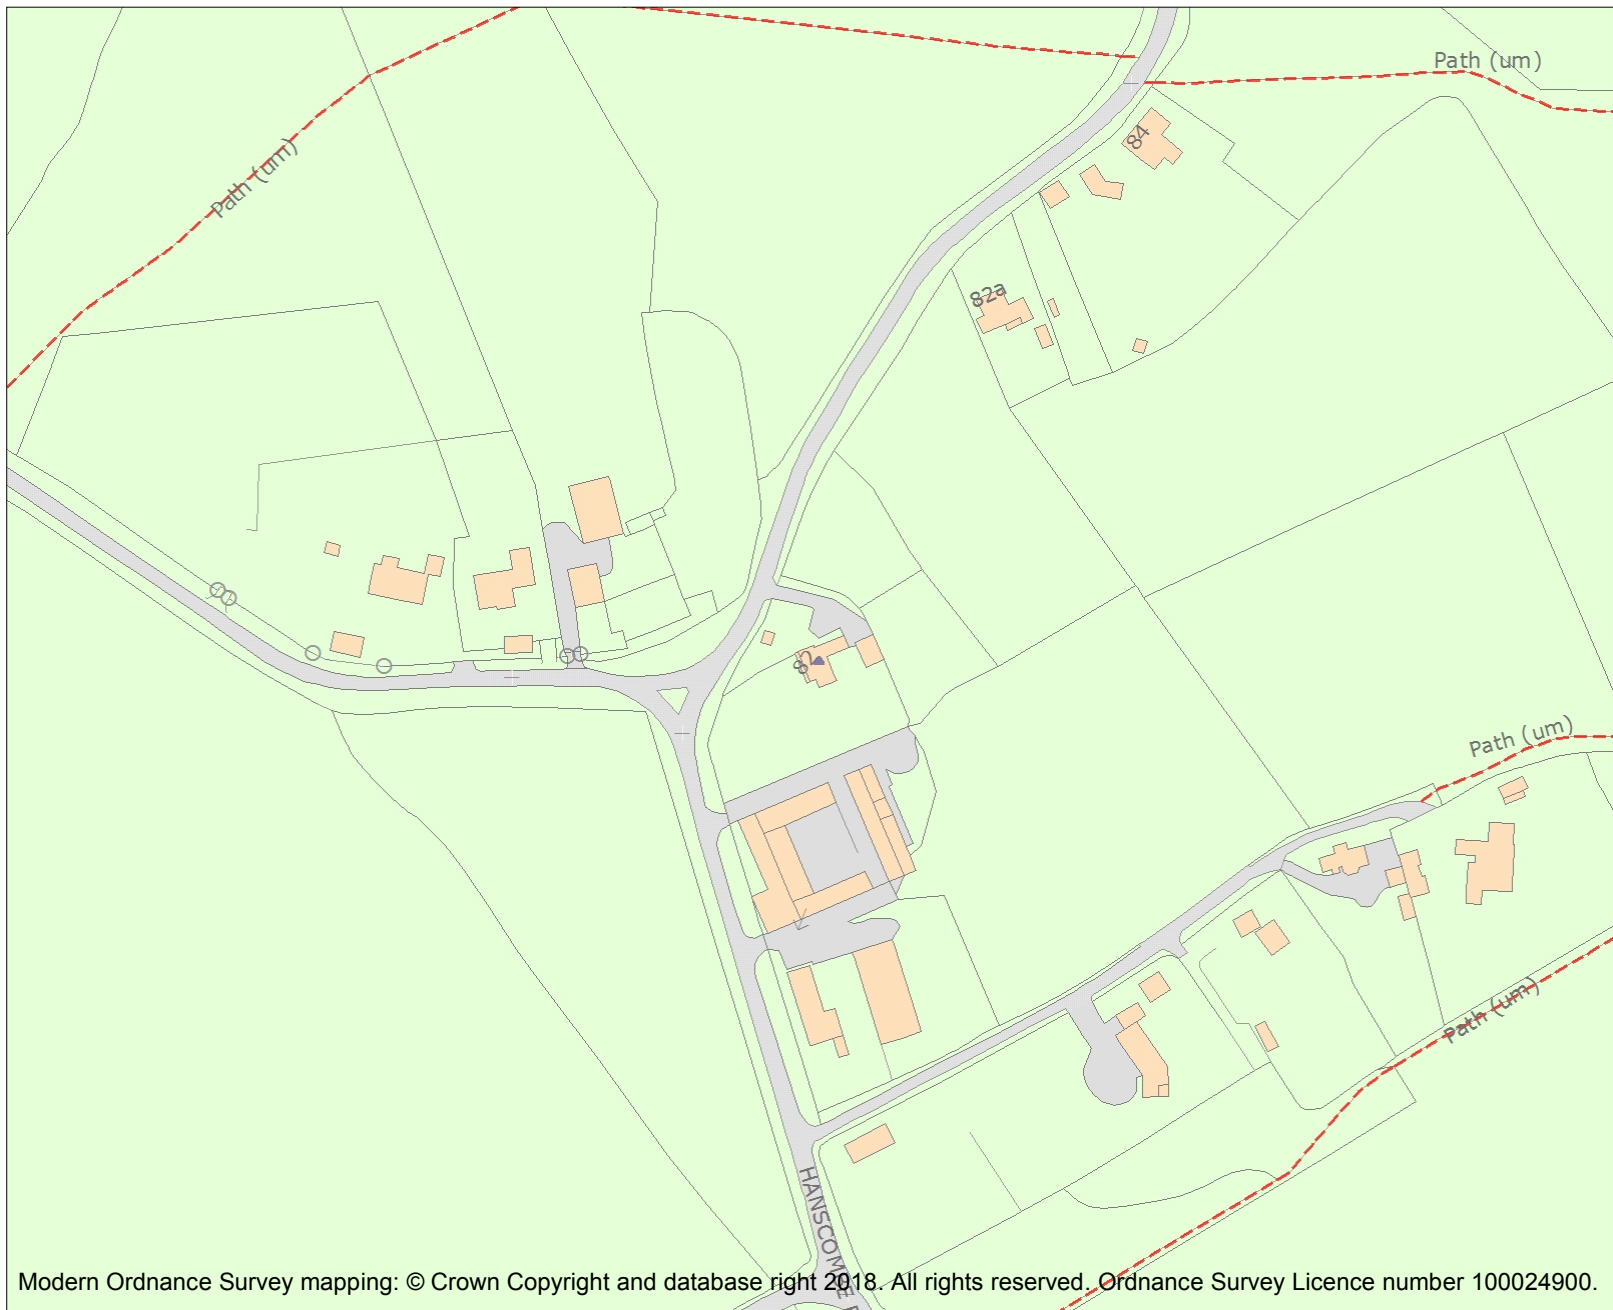 Path (um)
84
Path (um)
82a
82
Path (um)
Path (um)
HANSCOMBE
Modern Ordnance Survey mapping: © Crown Copyright and database right 2018. All rights reserved. Ordnance Survey Licence number 100024900.